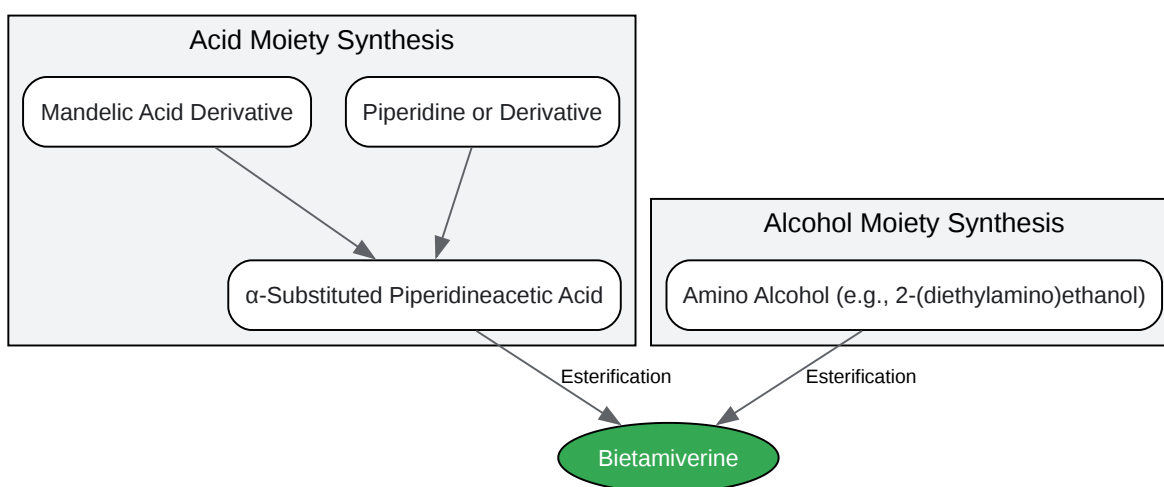 Acid Moiety Synthesis
Mandelic Acid Derivative
Piperidine or Derivative
α-Substituted Piperidineacetic Acid
Alcohol Moiety Synthesis
Amino Alcohol (e.g., 2-(diethylamino)ethanol)
Esterification
Esterification
Bietamiverine